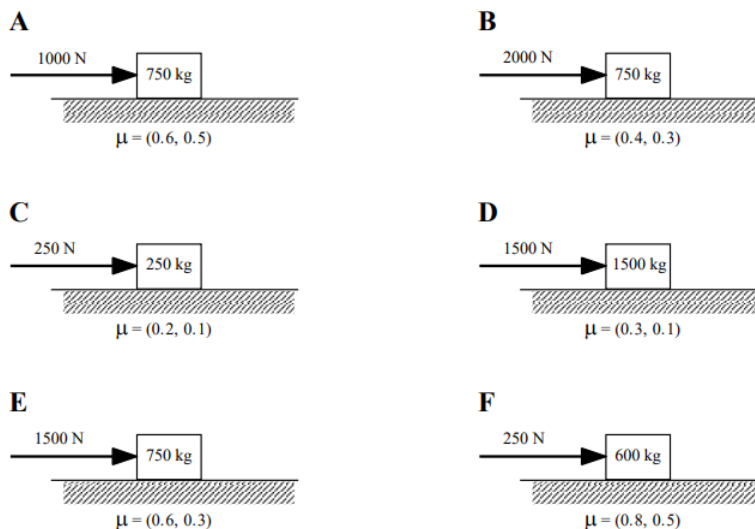 A
1000 N
750 kg
μ = (0.6, 0.5)
B
2000 N
750 kg
μ = (0.4, 0.3)
C
250 N
250 kg
μ = (0.2, 0.1)
D
1500 N
1500 kg
μ = (0.3, 0.1)
E
1500 N
750 kg
μ = (0.6, 0.3)
F
250 N
600 kg
μ = (0.8, 0.5)